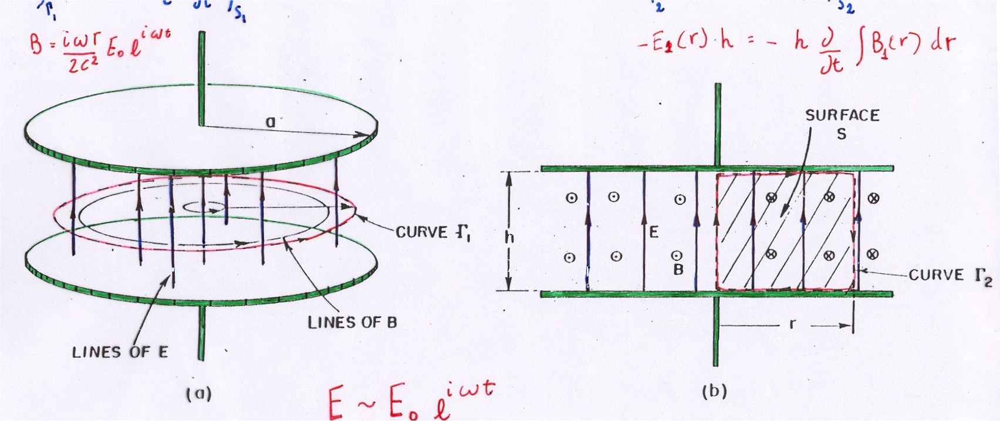 B = iωr/2c² E₀ e^{iωt}
-E₂(r)·h = - h ∂/∂t ∫B₁(r) dr
a
CURVE Γ₁
LINES OF B
LINES OF E
(a)
SURFACE
S
h
E
B
CURVE Γ₂
r
(b)
E ~ E₀ e^{iωt}